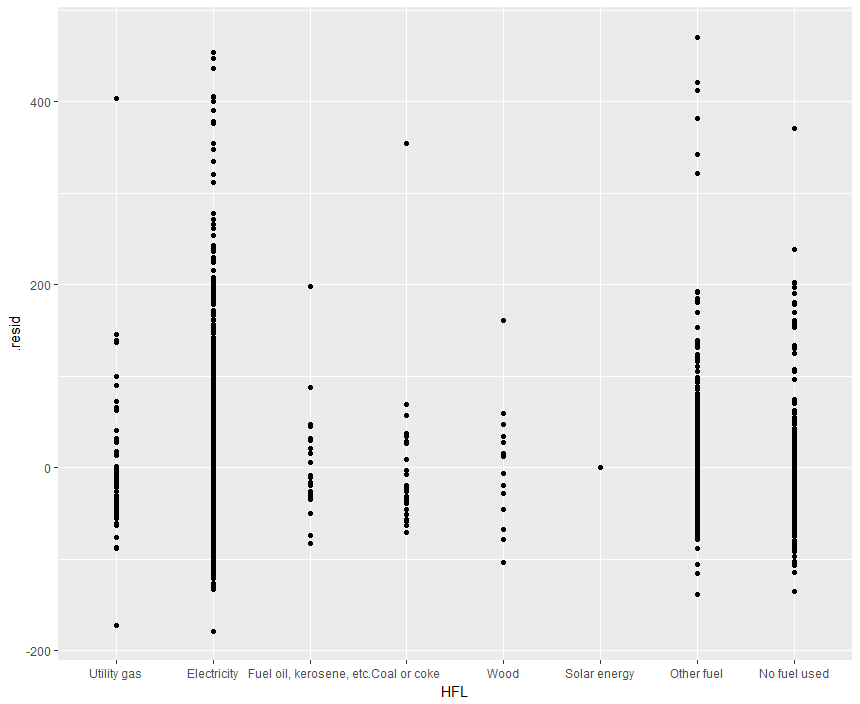 400
200
0
-200
.resid
Utility gas Electricity Fuel oil, kerosene, etc. Coal or coke Wood Solar energy Other fuel No fuel used
HFL